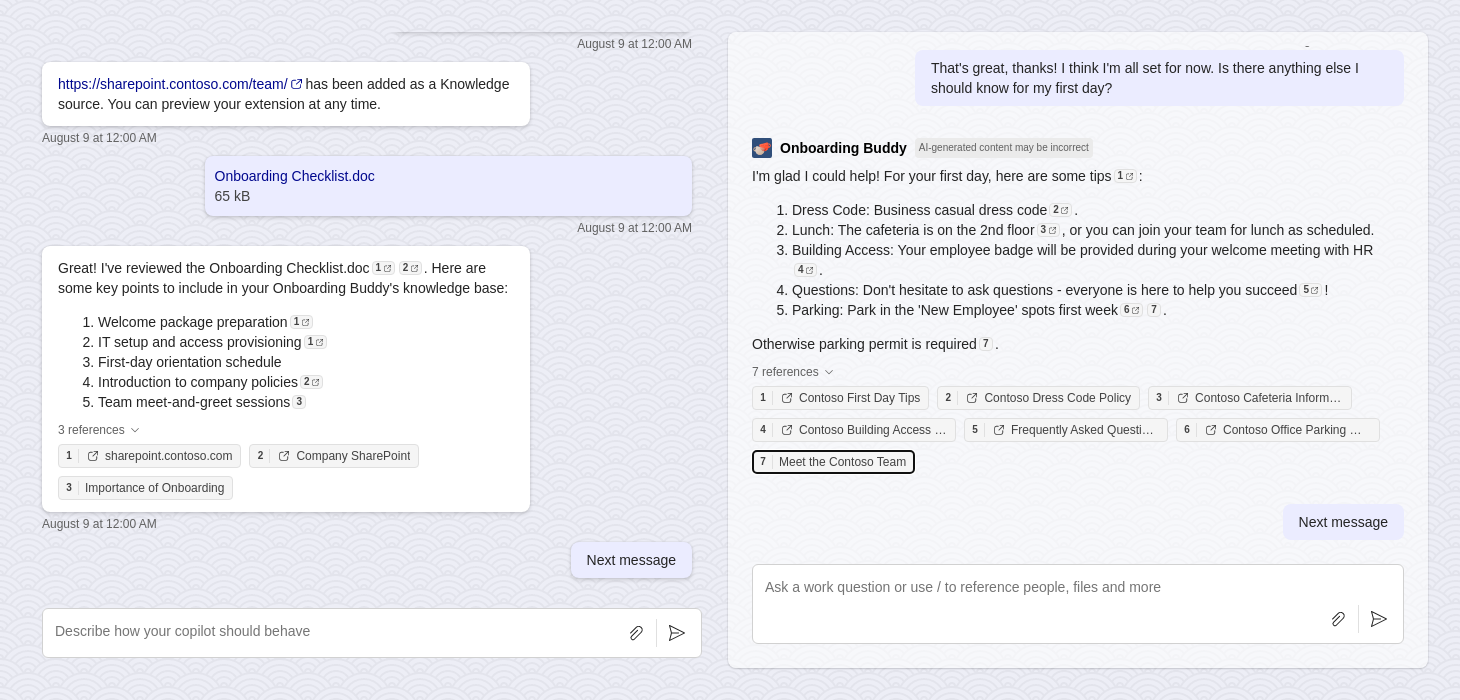 August 9 at 12:00 AM
https://sharepoint.contoso.com/team/ has been added as a Knowledge
source. You can preview your extension at any time.
August 9 at 12:00 AM
Onboarding Checklist.doc
65 kB
August 9 at 12:00 AM
Great! I've reviewed the Onboarding Checklist.doc 1 2 . Here are
some key points to include in your Onboarding Buddy's knowledge base:
1. Welcome package preparation 1
2. IT setup and access provisioning 1
3. First-day orientation schedule
4. Introduction to company policies 2
5. Team meet-and-greet sessions 3
3 references
1 sharepoint.contoso.com 2 Company SharePoint
3 Importance of Onboarding
August 9 at 12:00 AM
Next message
Describe how your copilot should behave
That's great, thanks! I think I'm all set for now. Is there anything else I
should know for my first day?
Onboarding Buddy AI-generated content may be incorrect
I'm glad I could help! For your first day, here are some tips 1 :
1. Dress Code: Business casual dress code 2 .
2. Lunch: The cafeteria is on the 2nd floor 3 , or you can join your team for lunch as scheduled.
3. Building Access: Your employee badge will be provided during your welcome meeting with HR
4 .
4. Questions: Don't hesitate to ask questions - everyone is here to help you succeed 5 !
5. Parking: Park in the 'New Employee' spots first week 6 7 .
Otherwise parking permit is required 7 .
7 references
1 Contoso First Day Tips 2 Contoso Dress Code Policy 3 Contoso Cafeteria Inform…
4 Contoso Building Access … 5 Frequently Asked Questi… 6 Contoso Office Parking …
7 Meet the Contoso Team
Next message
Ask a work question or use / to reference people, files and more